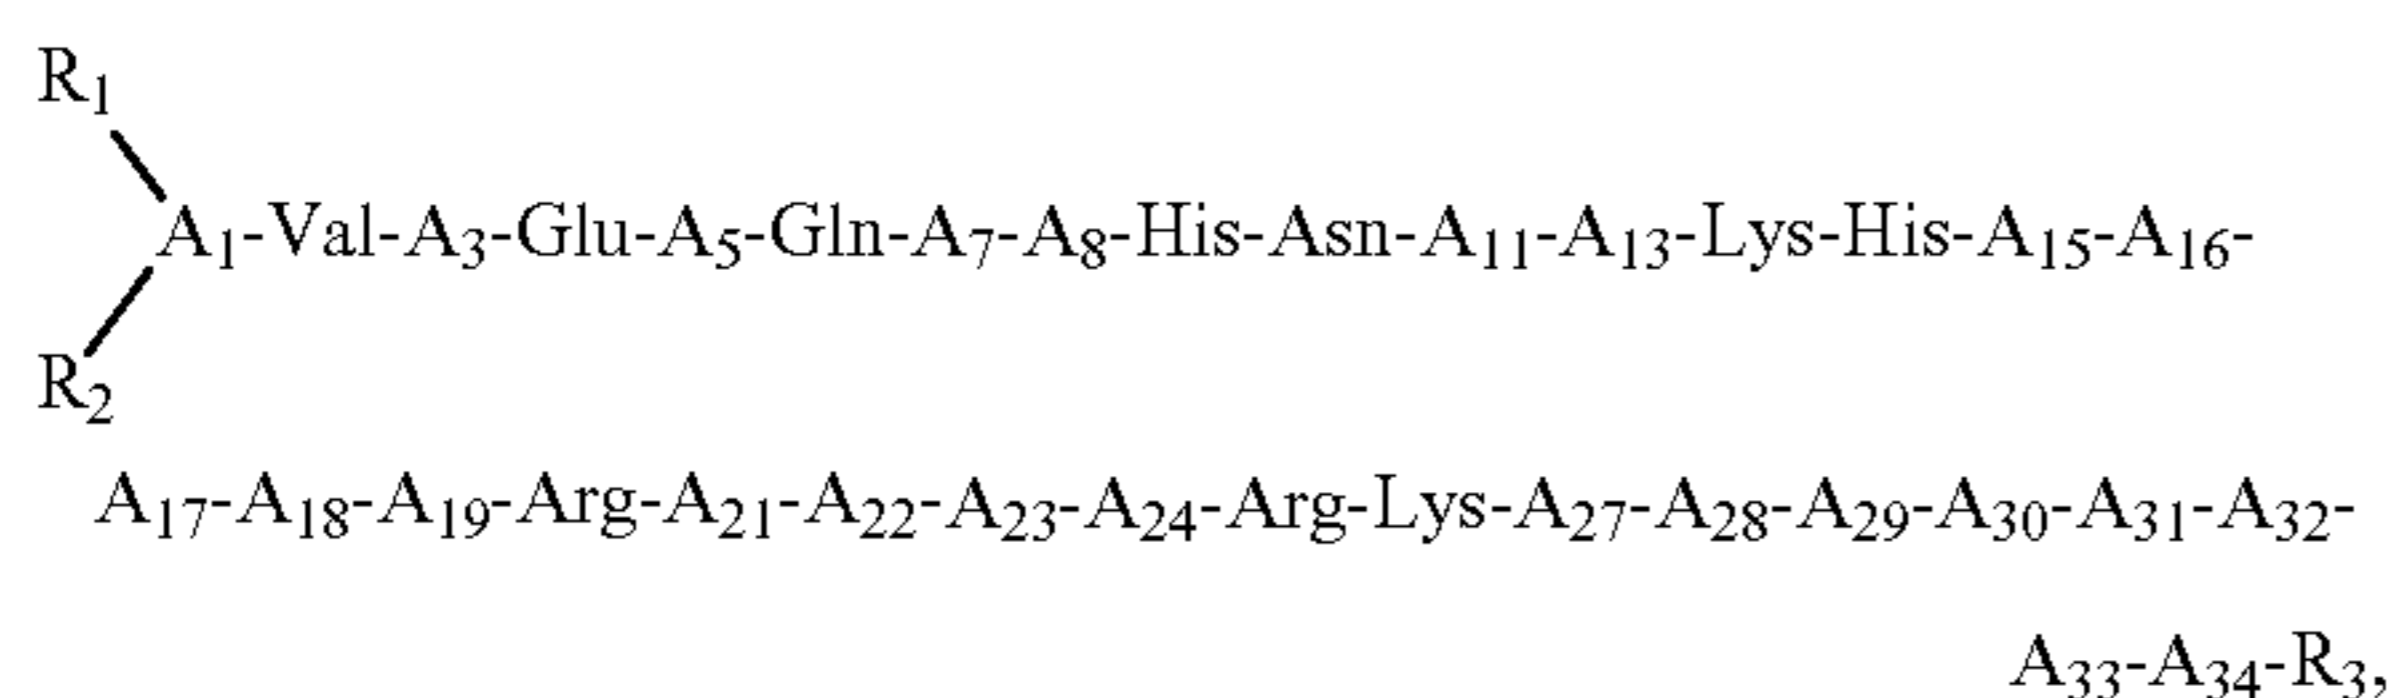 R₁
A₁-Val-A₃-Glu-A₅-Gln-A₇-A₈-His-Asn-A₁₁-A₁₃-Lys-His-A₁₅-A₁₆-
R₂
A₁₇-A₁₈-A₁₉-Arg-A₂₁-A₂₂-A₂₃-A₂₄-Arg-Lys-A₂₇-A₂₈-A₂₉-A₃₀-A₃₁-A₃₂-
A₃₃-A₃₄-R₃,